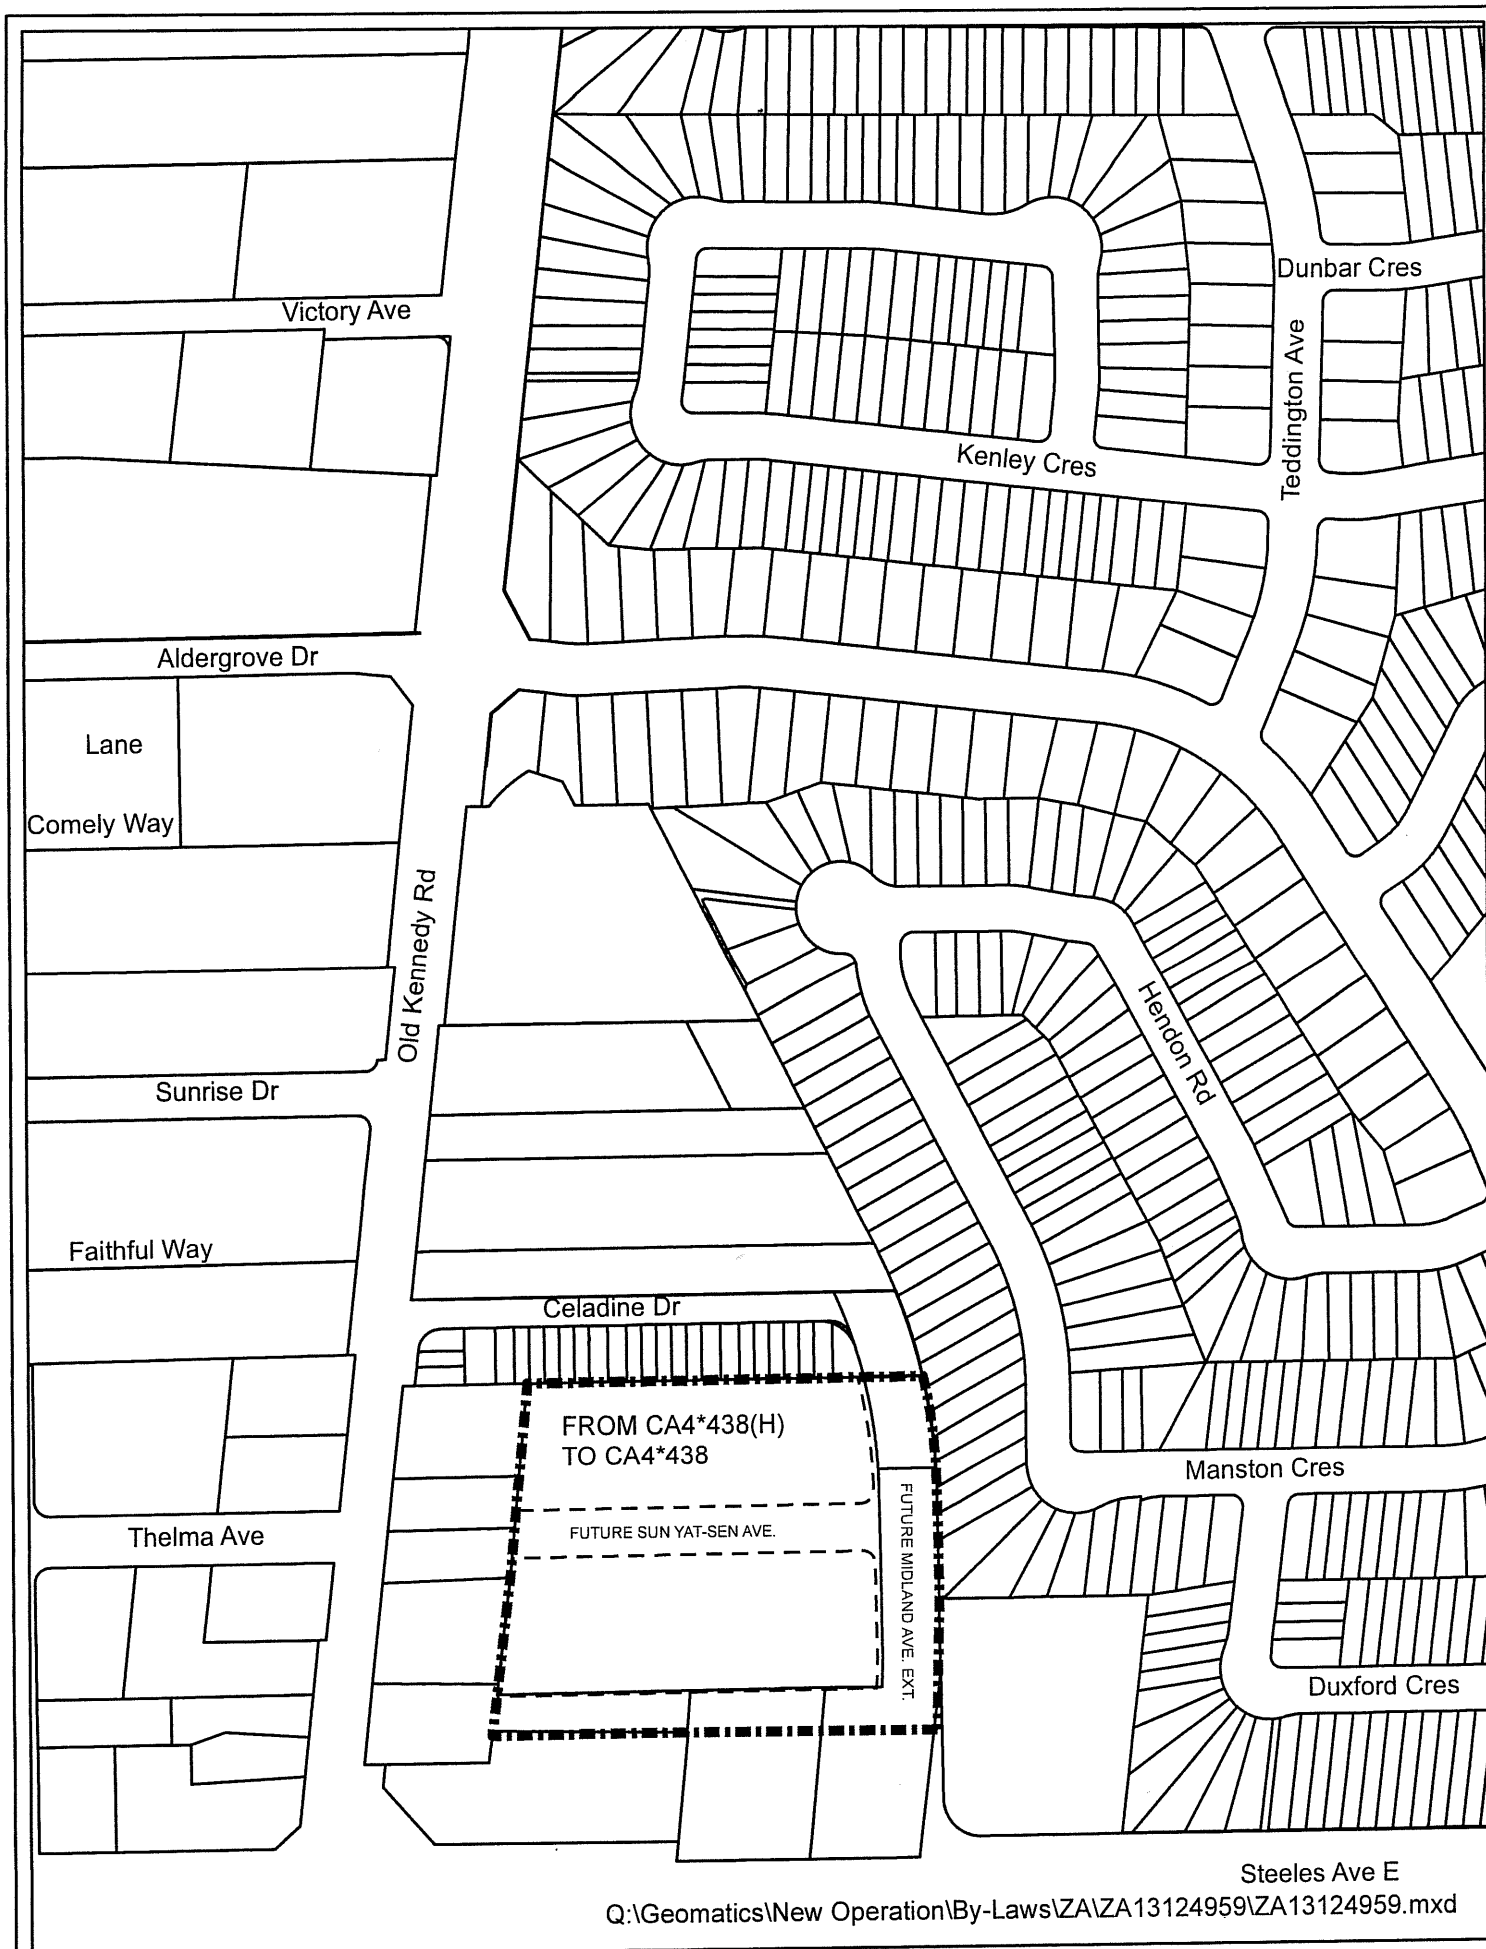 Dunbar Cres
Victory Ave
Teddington Ave
Kenley Cres
Aldergrove Dr
Lane
Comely Way
Old Kennedy Rd
Hendon Rd
Sunrise Dr
Faithful Way
Celadine Dr
FROM CA4*438(H)
TO CA4*438
Manston Cres
FUTURE SUN YAT-SEN AVE.
FUTURE MIDLAND AVE. EXT.
Thelma Ave
Duxford Cres
Steeles Ave E
Q:\Geomatics\New Operation\By-Laws\ZA\ZA13124959\ZA13124959.mxd